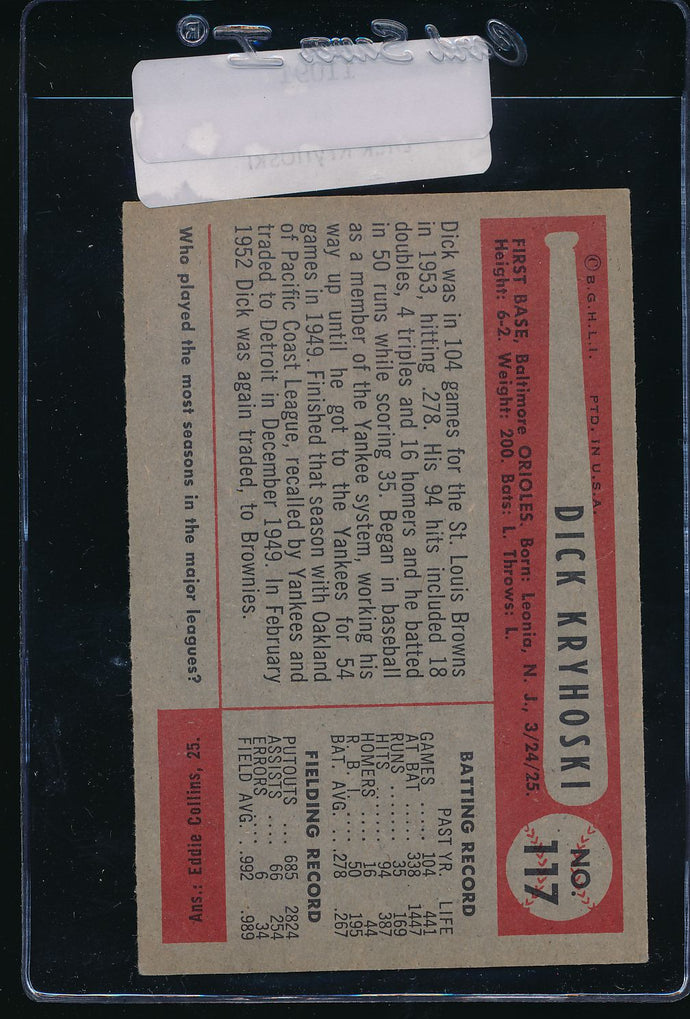 ® Card Saver I
11091
Dick Kryhoski
© B.G.H.L.I. PTD. IN U.S.A.
DICK KRYHOSKI
NO. 117
FIRST BASE, Baltimore ORIOLES. Born: Leonia, N. J., 3/24/25.
Height: 6-2. Weight: 200. Bats: L. Throws: L.
Dick was in 104 games for the St. Louis Browns
in 1953, hitting .278. His 94 hits included 18
doubles, 4 triples and 16 homers and he batted
in 50 runs while scoring 35. Began in baseball
as a member of the Yankee system, working his
way up until he got to the Yankees for 54
games in 1949. Finished that season with Oakland
of Pacific Coast League, recalled by Yankees and
traded to Detroit in December 1949. In February
1952 Dick was again traded, to Brownies.
Who played the most seasons in the major leagues?
BATTING RECORD
PAST YR. LIFE
GAMES ...... 104 441
AT BAT ..... 338 1447
RUNS ....... 35 169
HITS ....... 94 387
HOMERS ..... 16 44
R. B. I. ..... 50 195
BAT. AVG. ... .278 .267
FIELDING RECORD
PUTOUTS .... 685 2824
ASSISTS .... 66 254
ERRORS ..... 6 34
FIELD AVG. .. .992 .989
Ans.: Eddie Collins, 25.